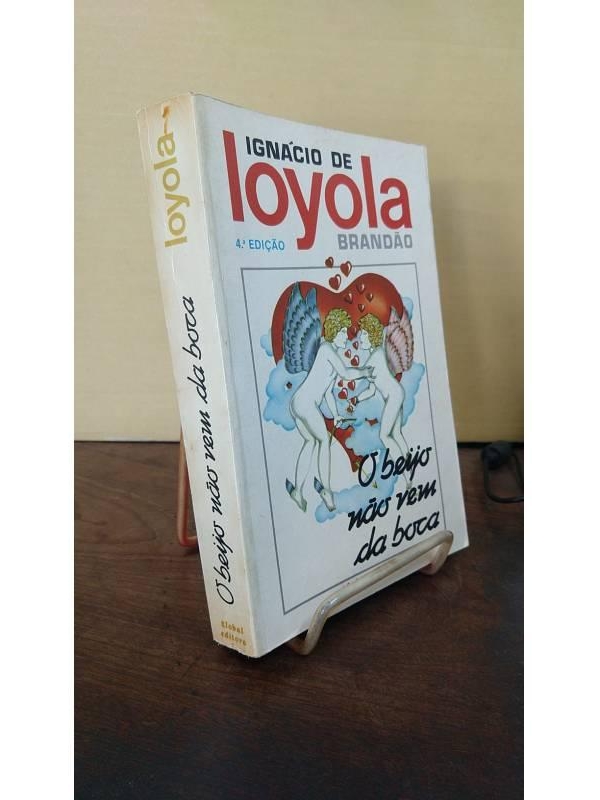 IGNÁCIO DE
loyola
4.ª EDIÇÃO
BRANDÃO
O beijo
não vem
da boca
loyola
O beijo não vem da boca
Global
editora